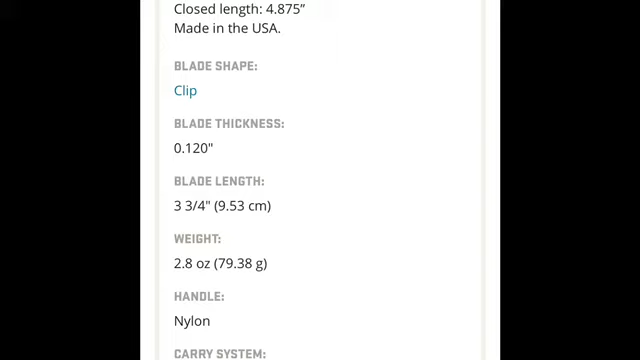 Closed length: 4.875”
Made in the USA.
BLADE SHAPE:
Clip
BLADE THICKNESS:
0.120"
BLADE LENGTH:
3 3/4" (9.53 cm)
WEIGHT:
2.8 oz (79.38 g)
HANDLE:
Nylon
CARRY SYSTEM: